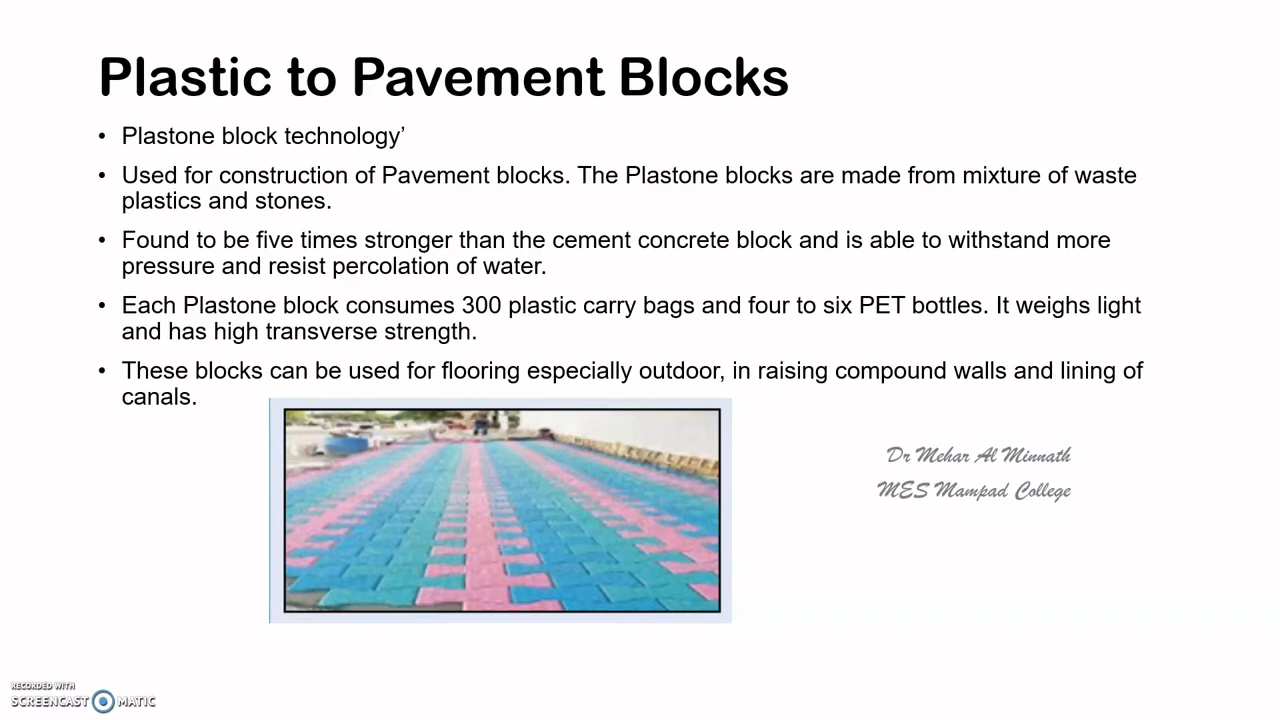 Plastic to Pavement Blocks
• Plastone block technology’
• Used for construction of Pavement blocks. The Plastone blocks are made from mixture of waste
plastics and stones.
• Found to be five times stronger than the cement concrete block and is able to withstand more
pressure and resist percolation of water.
• Each Plastone block consumes 300 plastic carry bags and four to six PET bottles. It weighs light
and has high transverse strength.
• These blocks can be used for flooring especially outdoor, in raising compound walls and lining of
canals.
Dr Mehar Al Minnath
MES Mampad College
RECORDED WITH
SCREENCAST MATIC